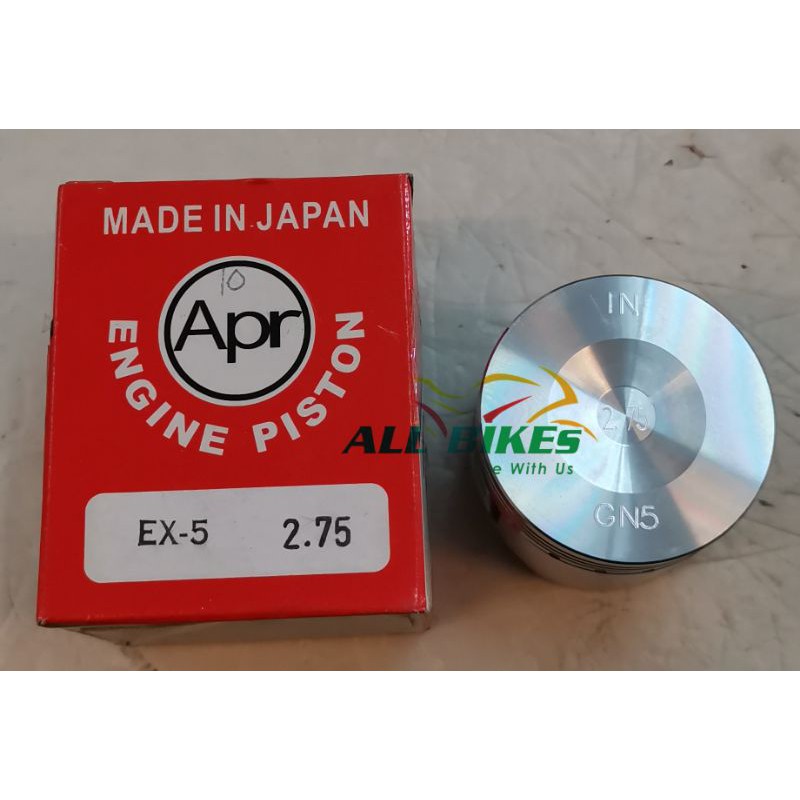 MADE IN JAPAN
10
Apr
ENGINE PISTON
EX-5 2.75
IN
2.75
GN5
ALL BIKES
With Us